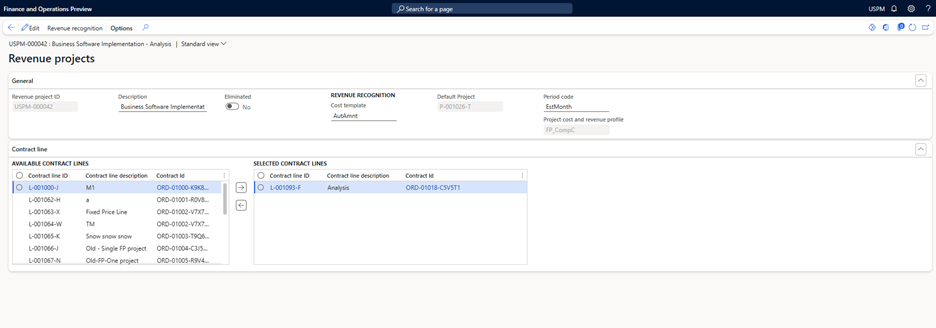 Finance and Operations Preview
Search for a page
USPM
Edit Revenue recognition Options
USPM-000042 : Business Software Implementation - Analysis | Standard view
Revenue projects
General
Revenue project ID
USPM-000042
Description
Business Software Implementat
Eliminated
No
REVENUE RECOGNITION
Cost template
AutAmnt
Default Project
P-001026-T
Period code
EstMonth
Project cost and revenue profile
FP_CompC
Contract line
AVAILABLE CONTRACT LINES
Contract line ID Contract line description Contract Id
L-001000-J M1 ORD-01000-K9K8...
L-001062-H a ORD-01001-R0V8...
L-001063-X Fixed Price Line ORD-01002-V7X7...
L-001064-W TM ORD-01002-V7X7...
L-001065-K Snow snow snow ORD-01003-T9Q6...
L-001066-J Old - Single FP project ORD-01004-C3J5...
L-001067-N Old-FP-One project ORD-01005-R9V4...
SELECTED CONTRACT LINES
Contract line ID Contract line description Contract Id
L-001093-F Analysis ORD-01018-C5V5T1